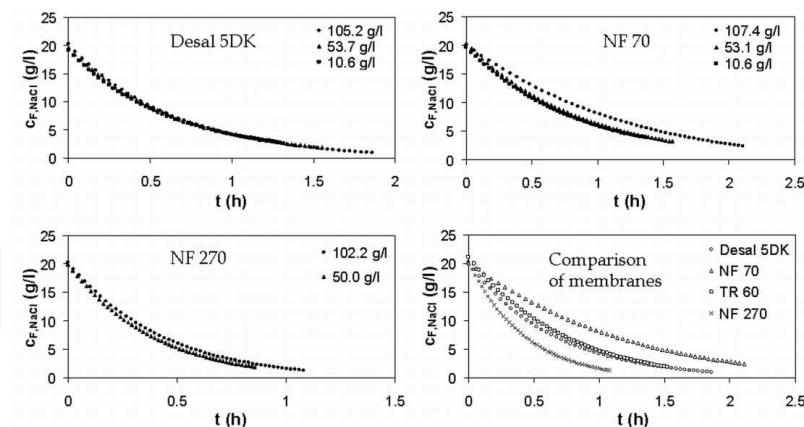 Desal 5DK
105.2 g/l
53.7 g/l
10.6 g/l
c_F,NaCl (g/l)
25
20
15
10
5
0
0
0.5
1
1.5
2
t (h)
NF 70
107.4 g/l
53.1 g/l
10.6 g/l
c_F,NaCl (g/l)
25
20
15
10
5
0
0
0.5
1
1.5
2
2.5
t (h)
NF 270
102.2 g/l
50.0 g/l
c_F,NaCl (g/l)
25
20
15
10
5
0
0
0.5
1
1.5
t (h)
Comparison
of membranes
Desal 5DK
NF 70
TR 60
NF 270
c_F,NaCl (g/l)
25
20
15
10
5
0
0
0.5
1
1.5
2
2.5
t (h)